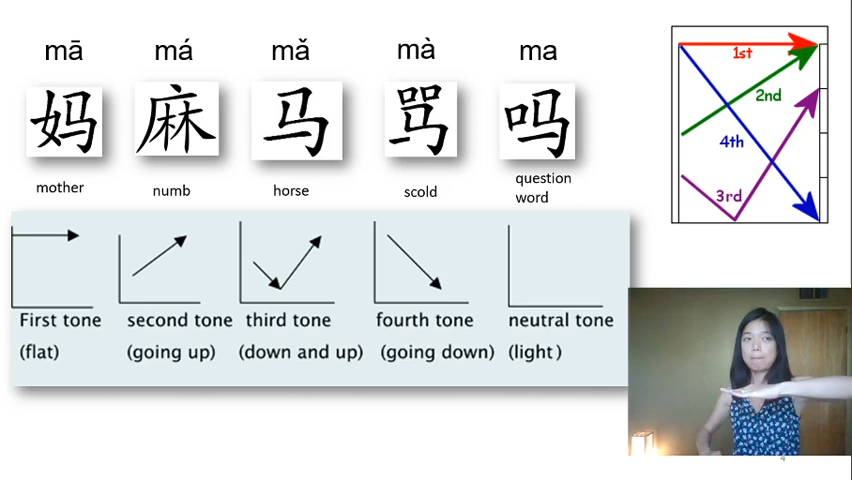 mā má mǎ mà ma
妈 麻 马 骂 吗
mother numb horse scold question
word
First tone second tone third tone fourth tone neutral tone
(flat) (going up) (down and up) (going down) (light )
1st
2nd
4th
3rd
4